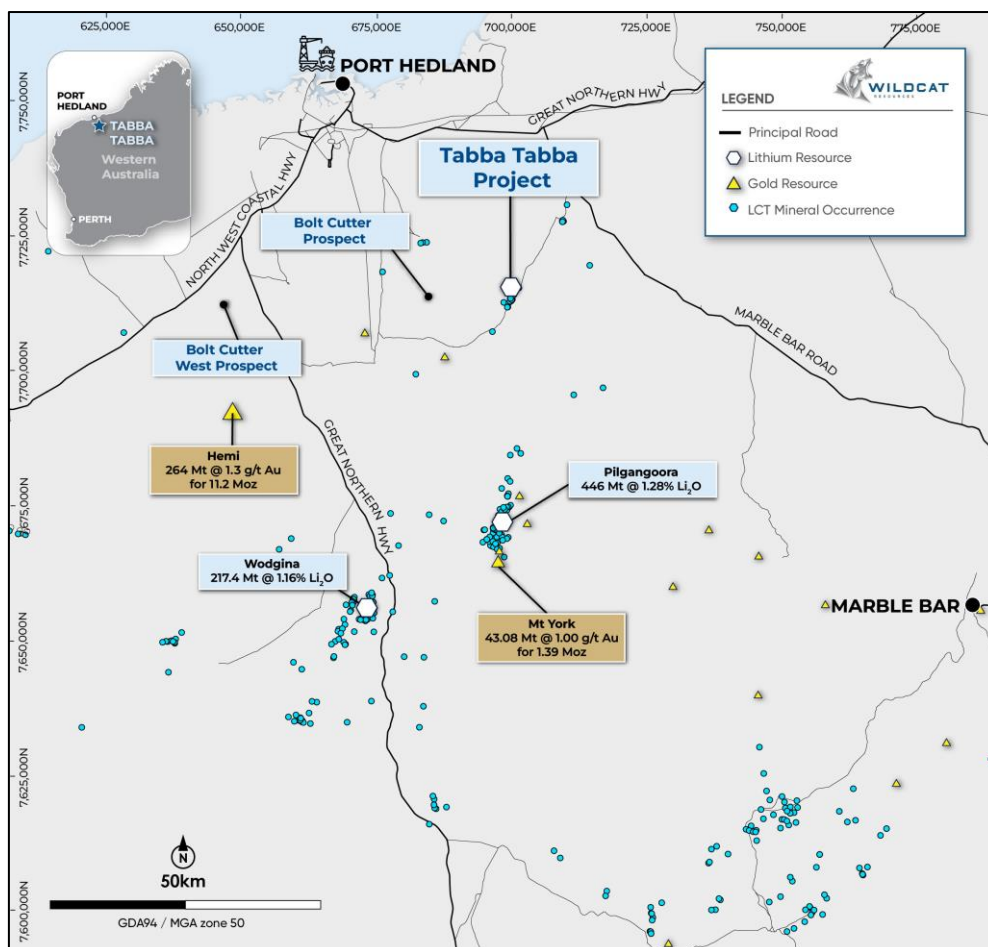 625,000E
650,000E
675,000E
700,000E
725,000E
750,000E
775,000E
7,750,000N
7,725,000N
7,700,000N
7,675,000N
7,650,000N
7,625,000N
7,600,000N
PORT
HEDLAND
TABBA
TABBA
Western
Australia
PERTH
PORT HEDLAND
GREAT NORTHERN HWY
NORTH WEST COASTAL HWY
WILDCAT
RESOURCES
LEGEND
Principal Road
Lithium Resource
Gold Resource
LCT Mineral Occurrence
Tabba Tabba
Project
Bolt Cutter
Prospect
Bolt Cutter
West Prospect
MARBLE BAR ROAD
GREAT NORTHERN HWY
Hemi
264 Mt @ 1.3 g/t Au
for 11.2 Moz
Pilgangoora
446 Mt @ 1.28% Li₂O
Wodgina
217.4 Mt @ 1.16% Li₂O
Mt York
43.08 Mt @ 1.00 g/t Au
for 1.39 Moz
MARBLE BAR
N
50km
GDA94 / MGA zone 50